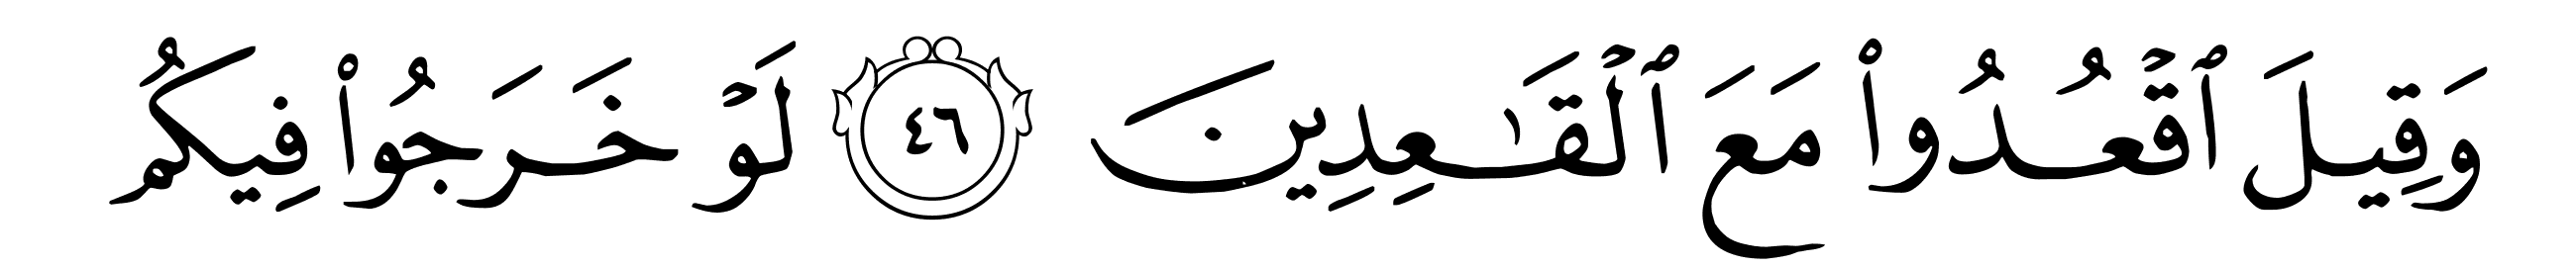 وَقِيلَ ٱقۡعُدُواْ مَعَ ٱلۡقَٰعِدِينَ ٤٦ لَوۡ خَرَجُواْ فِيكُم